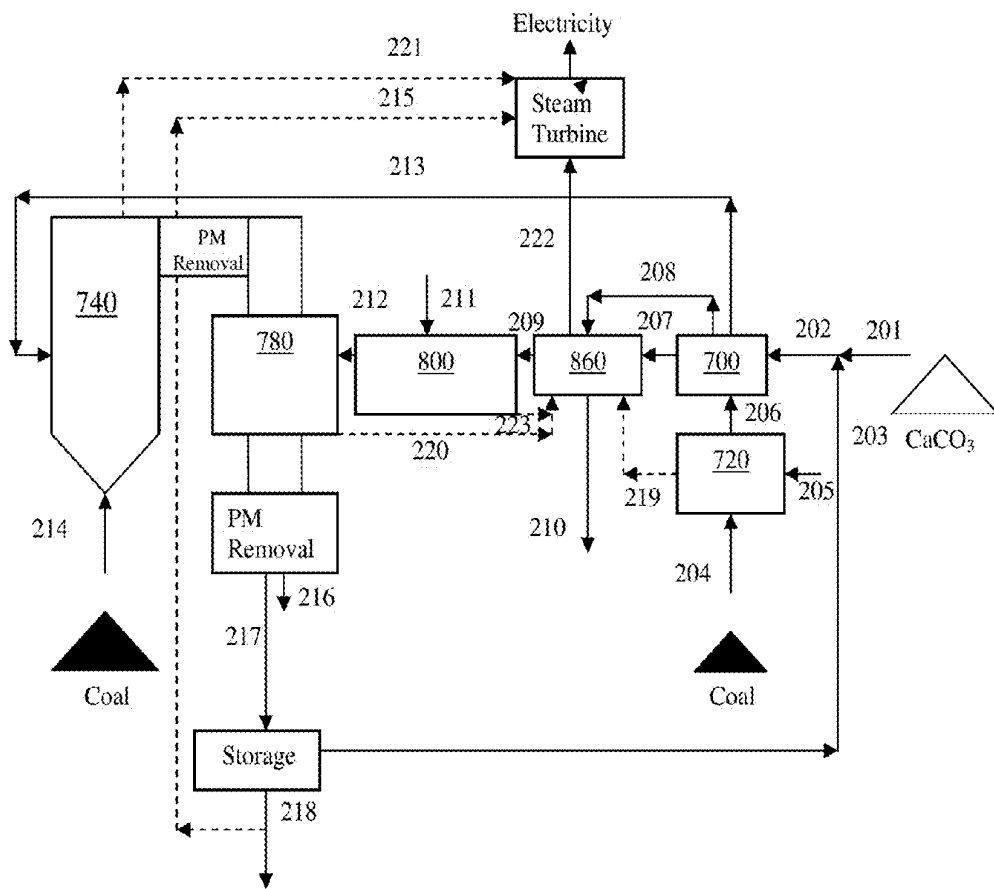 Electricity
221
Steam
Turbine
215
213
PM
Removal
222
208
740
212
211
209
207
202
201
780
800
860
700
206
223
203
CaCO₃
220
720
219
205
214
PM
Removal
210
204
216
217
Coal
Coal
Storage
218